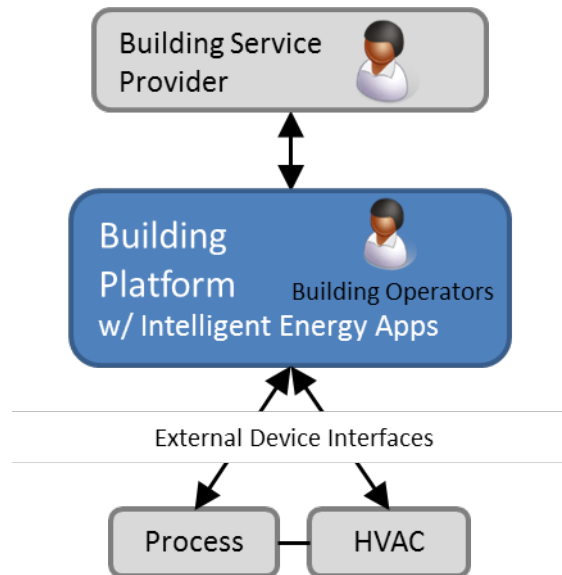 Building Service
Provider
Building
Platform
Building Operators
w/ Intelligent Energy Apps
External Device Interfaces
Process
HVAC